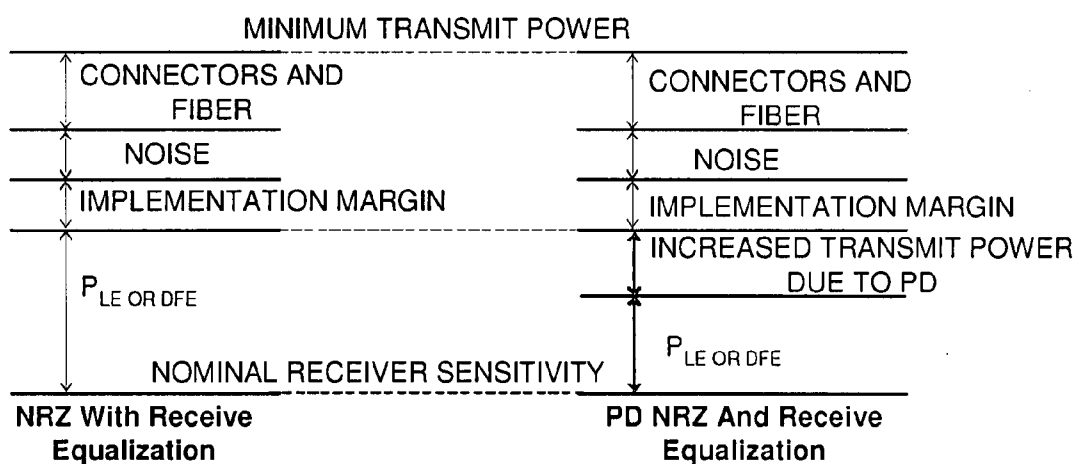 MINIMUM TRANSMIT POWER
CONNECTORS AND
FIBER
NOISE
IMPLEMENTATION MARGIN
P LE OR DFE
NOMINAL RECEIVER SENSITIVITY
NRZ With Receive
Equalization
CONNECTORS AND
FIBER
NOISE
IMPLEMENTATION MARGIN
INCREASED TRANSMIT POWER
DUE TO PD
P LE OR DFE
PD NRZ And Receive
Equalization